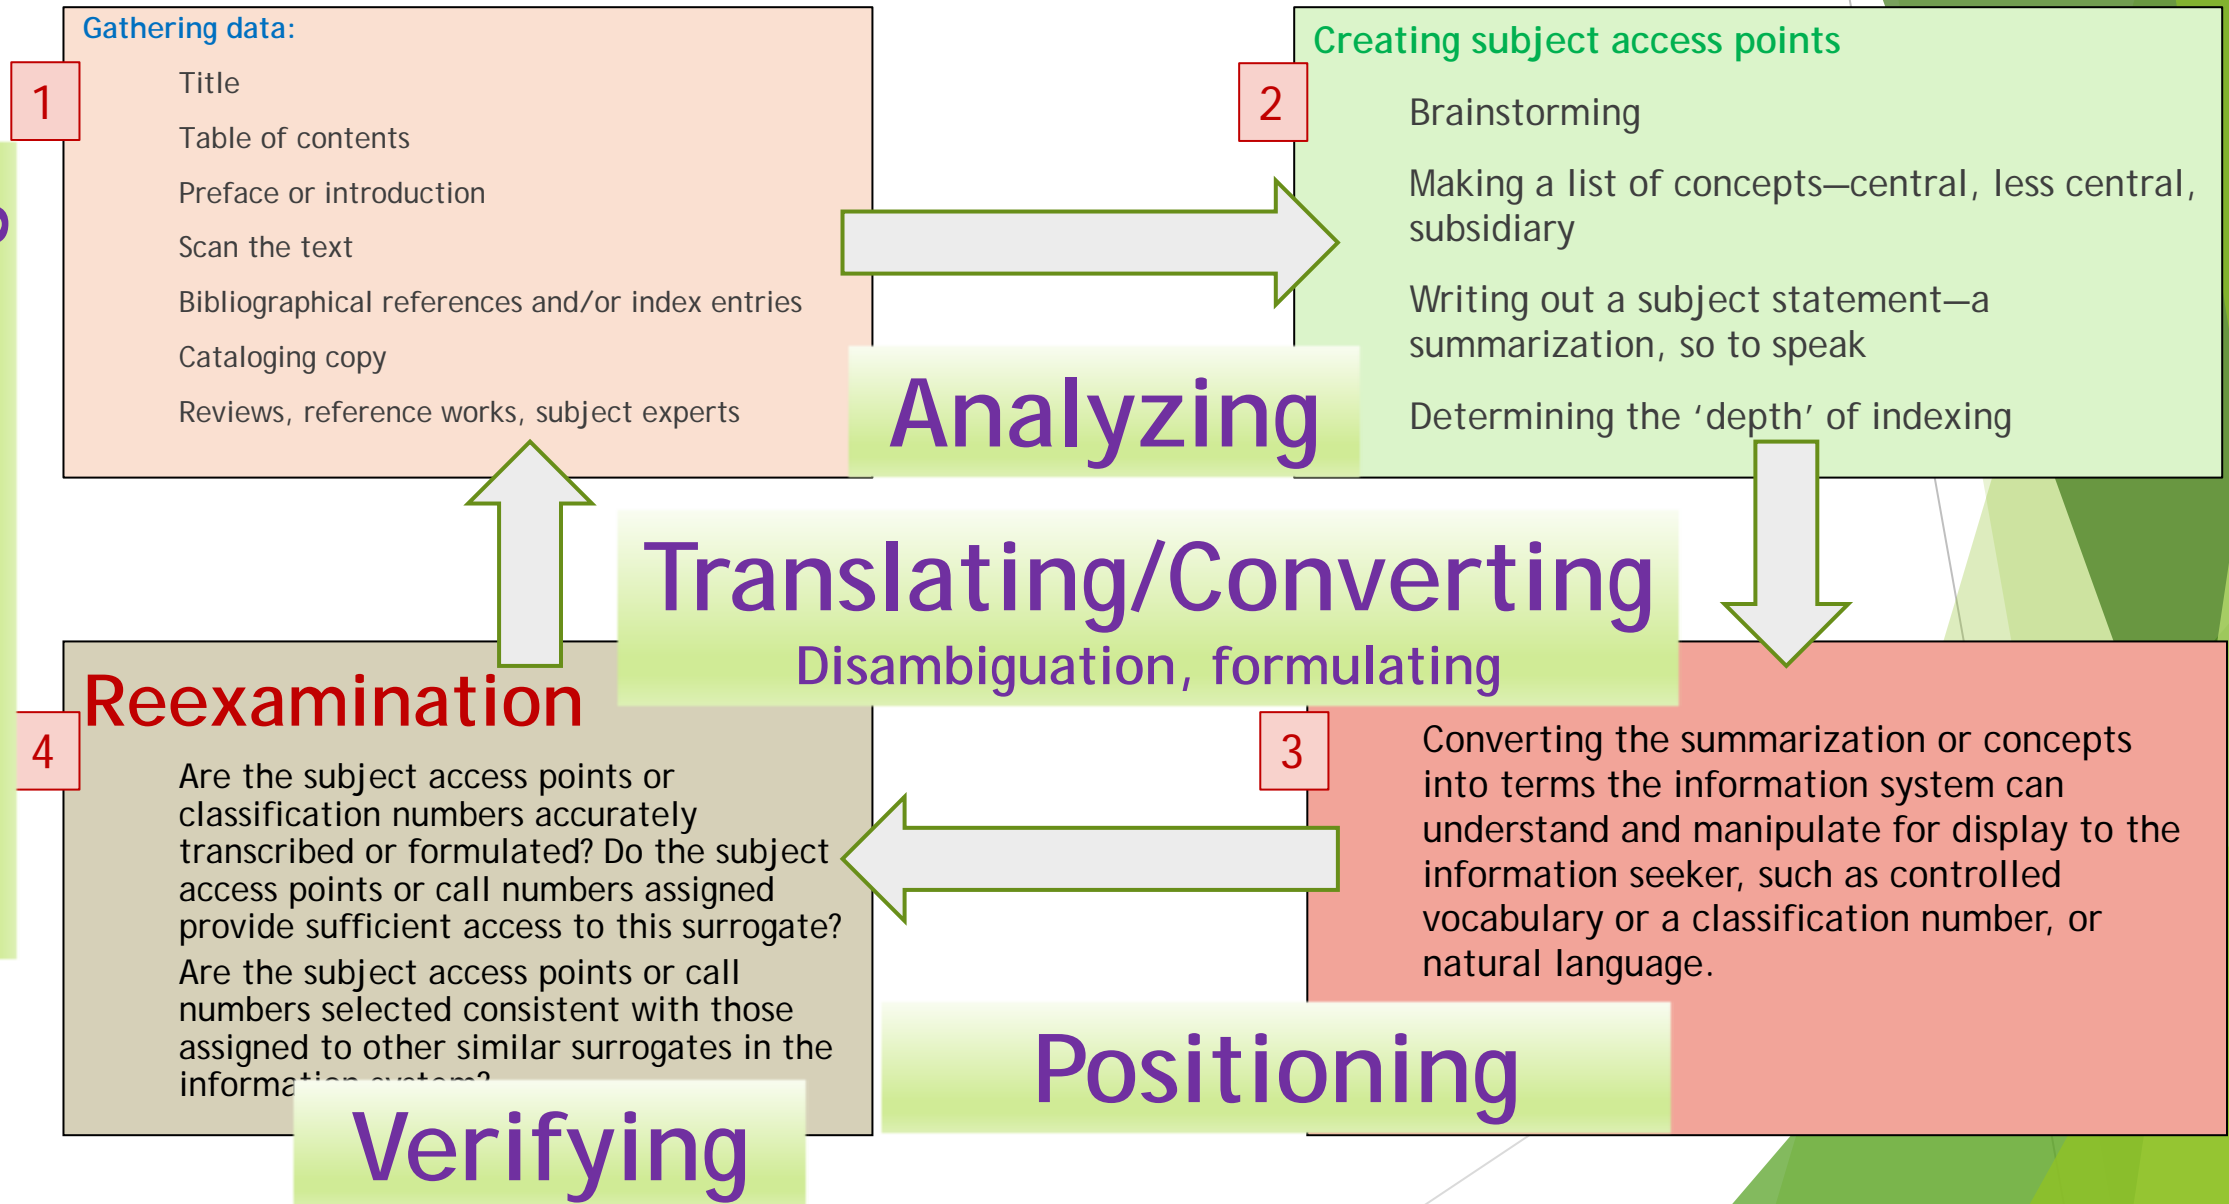 Gathering data:
1
Title
Table of contents
Preface or introduction
Scan the text
Bibliographical references and/or index entries
Cataloging copy
Reviews, reference works, subject experts
Creating subject access points
2
Brainstorming
Making a list of concepts—central, less central,
subsidiary
Writing out a subject statement—a
summarization, so to speak
Determining the ‘depth’ of indexing
Analyzing
Translating/Converting
Disambiguation, formulating
3
Converting the summarization or concepts
into terms the information system can
understand and manipulate for display to the
information seeker, such as controlled
vocabulary or a classification number, or
natural language.
Positioning
Reexamination
4
Are the subject access points or
classification numbers accurately
transcribed or formulated? Do the subject
access points or call numbers assigned
provide sufficient access to this surrogate?
Are the subject access points or call
numbers selected consistent with those
assigned to other similar surrogates in the
information system?
Verifying